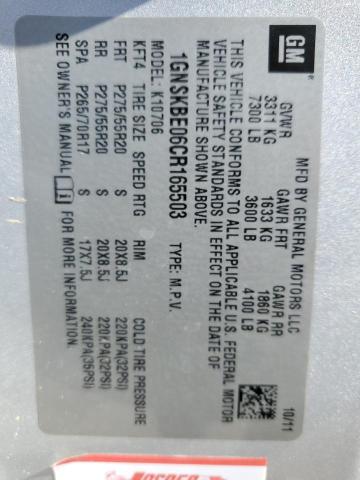 GM
MFD BY GENERAL MOTORS LLC 10/11
GVWR GAWR FRT GAWR RR
3311 KG 1633 KG 1860 KG
7300 LB 3600 LB 4100 LB
THIS VEHICLE CONFORMS TO ALL APPLICABLE U.S. FEDERAL MOTOR
VEHICLE SAFETY STANDARDS IN EFFECT ON THE DATE OF
MANUFACTURE SHOWN ABOVE.
1GNSKBE06CR165503 TYPE: M.P.V.
MODEL: K10706
KFT4 TIRE SIZE SPEED RTG RIM COLD TIRE PRESSURE
FRT P275/55R20 S 20X8.5J 220KPA(32PSI)
RR P275/55R20 S 20X8.5J 220KPA(32PSI)
SPA P265/70R17 S 17X7.5J 240KPA(35PSI)
SEE OWNER'S MANUAL FOR MORE INFORMATION.